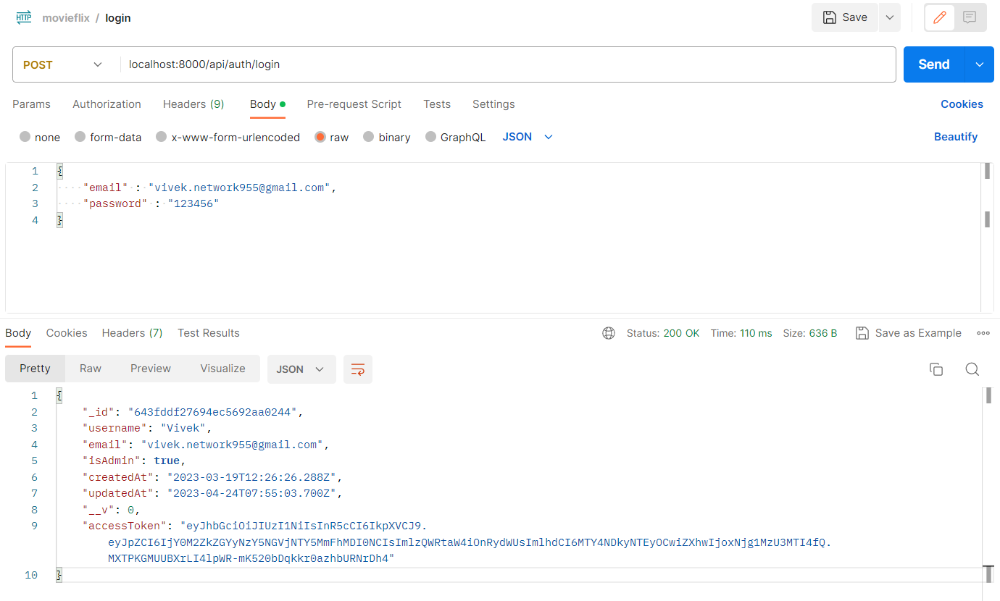 HTTP movieflix / login
Save
POST localhost:8000/api/auth/login Send
Params Authorization Headers (9) Body Pre-request Script Tests Settings Cookies
none form-data x-www-form-urlencoded raw binary GraphQL JSON Beautify
1 {
2 "email" : "vivek.network955@gmail.com",
3 "password" : "123456"
4 }
Body Cookies Headers (7) Test Results Status: 200 OK Time: 110 ms Size: 636 B Save as Example
Pretty Raw Preview Visualize JSON
1 {
2 "_id": "643fddf27694ec5692aa0244",
3 "username": "Vivek",
4 "email": "vivek.network955@gmail.com",
5 "isAdmin": true,
6 "createdAt": "2023-03-19T12:26:26.288Z",
7 "updatedAt": "2023-04-24T07:55:03.700Z",
8 "__v": 0,
9 "accessToken": "eyJhbGciOiJIUzI1NiIsInR5cCI6IkpXVCJ9.
eyJpZCI6IjY0M2ZkZGYyNzY5NGVjNTY5MmFhMDI0NCIsImlzQWRtaW4iOnRydWUsImlhdCI6MTY4NDkyNTEyOCwiZXhwIjoxNjg1MzU3MTI4fQ.
MXTPKGMUUBXrLI4lpWR-mK520bDqkkr0azhbURNrDh4"
10 }